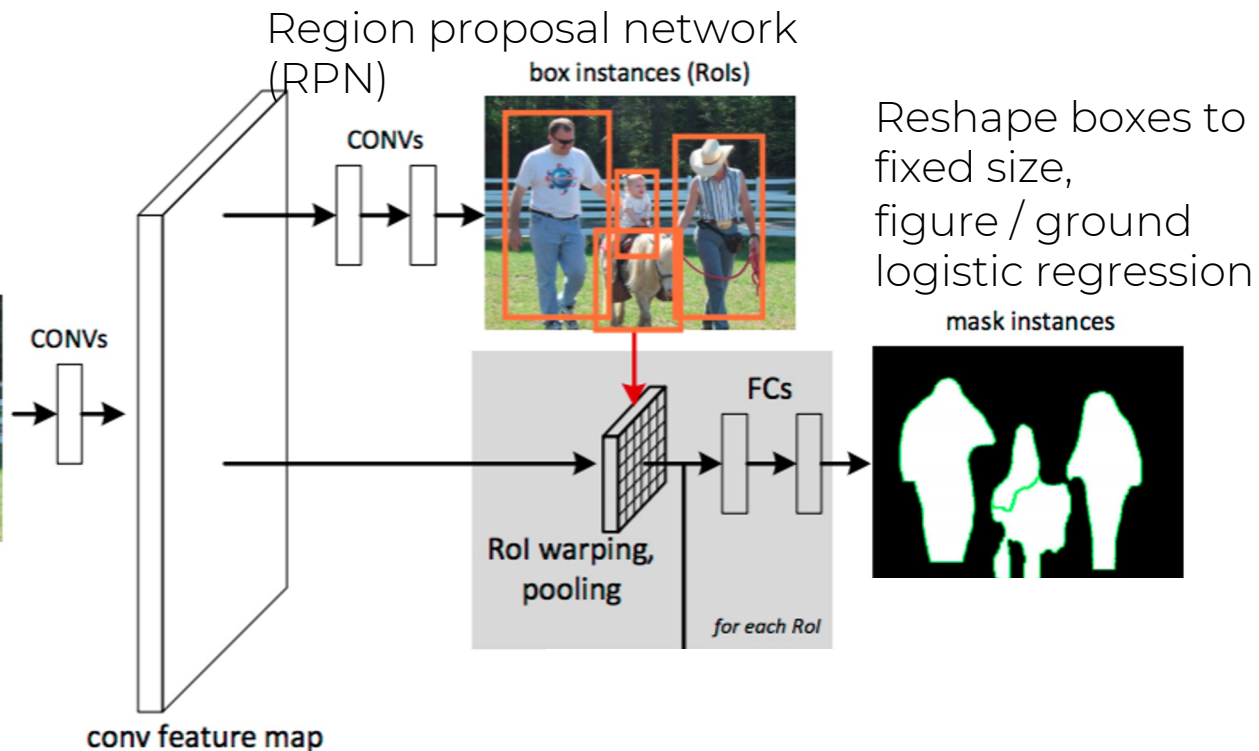 Region proposal network
(RPN)
box instances (RoIs)
CONVs
Reshape boxes to
fixed size,
figure / ground
logistic regression
mask instances
CONVs
FCs
RoI warping,
pooling
for each RoI
conv feature map